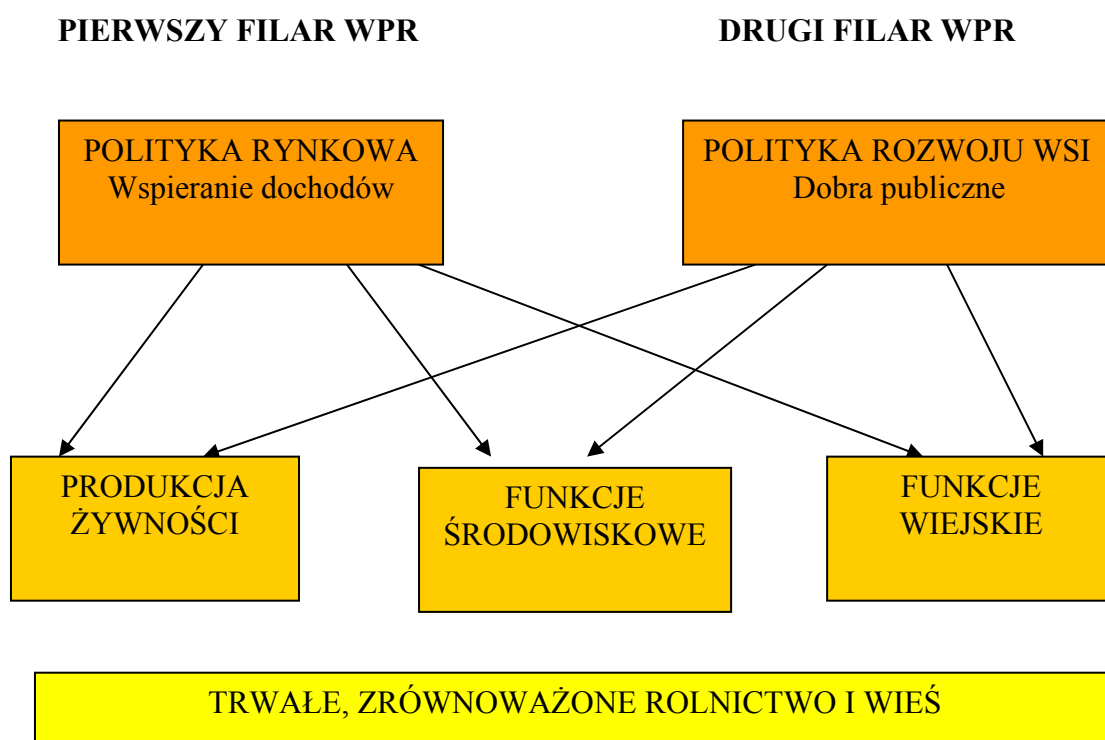 PIERWSZY FILAR WPR
DRUGI FILAR WPR
POLITYKA RYNKOWA
Wspieranie dochodów
POLITYKA ROZWOJU WSI
Dobra publiczne
PRODUKCJA
ŻYWNOŚCI
FUNKCJE
ŚRODOWISKOWE
FUNKCJE
WIEJSKIE
TRWAŁE, ZRÓWNOWAŻONE ROLNICTWO I WIEŚ